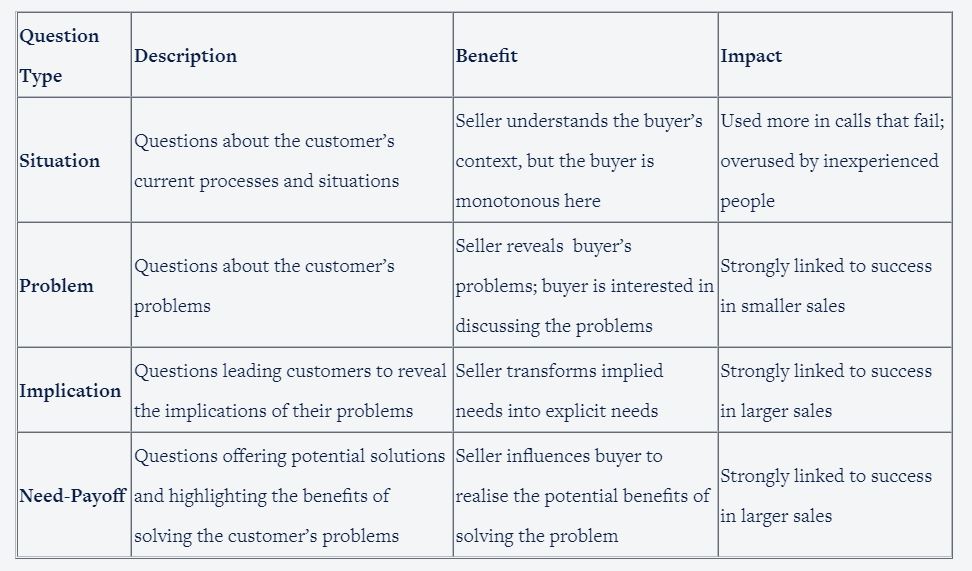 Question
Type
Description
Benefit
Impact
Situation
Questions about the customer’s
current processes and situations
Seller understands the buyer’s
context, but the buyer is
monotonous here
Used more in calls that fail;
overused by inexperienced
people
Problem
Questions about the customer’s
problems
Seller reveals  buyer’s
problems; buyer is interested in
discussing the problems
Strongly linked to success
in smaller sales
Implication
Questions leading customers to reveal
the implications of their problems
Seller transforms implied
needs into explicit needs
Strongly linked to success
in larger sales
Need-Payoff
Questions offering potential solutions
and highlighting the benefits of
solving the customer’s problems
Seller influences buyer to
realise the potential benefits of
solving the problem
Strongly linked to success
in larger sales